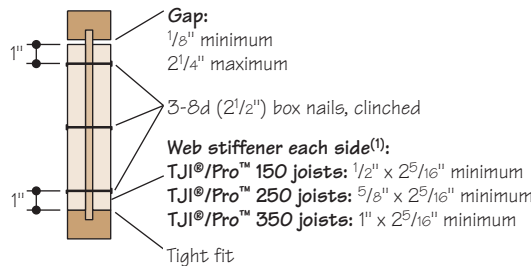 Gap:
1/8" minimum
2 1/4" maximum
1"
3-8d (2 1/2") box nails, clinched
Web stiffener each side(1):
TJI®/Pro™ 150 joists: 1/2" x 2 5/16" minimum
TJI®/Pro™ 250 joists: 5/8" x 2 5/16" minimum
TJI®/Pro™ 350 joists: 1" x 2 5/16" minimum
1"
Tight fit